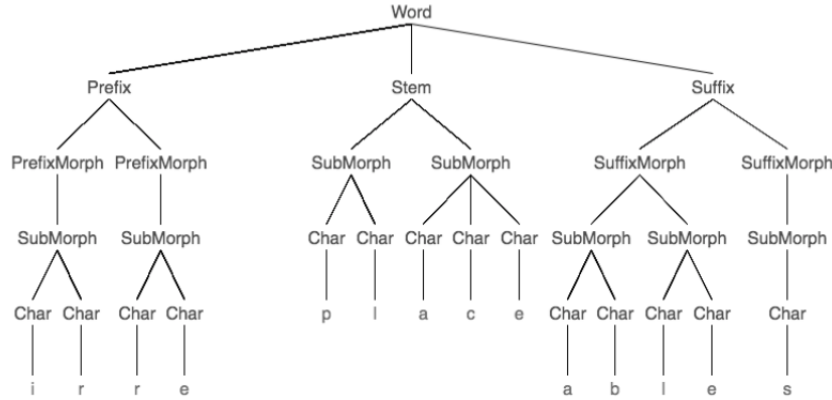 Word
Prefix Stem Suffix
PrefixMorph PrefixMorph SubMorph SubMorph SuffixMorph SuffixMorph
SubMorph SubMorph Char Char Char Char Char SubMorph SubMorph SubMorph
Char Char Char Char p l a c e Char Char Char Char Char
i r r e a b l e s